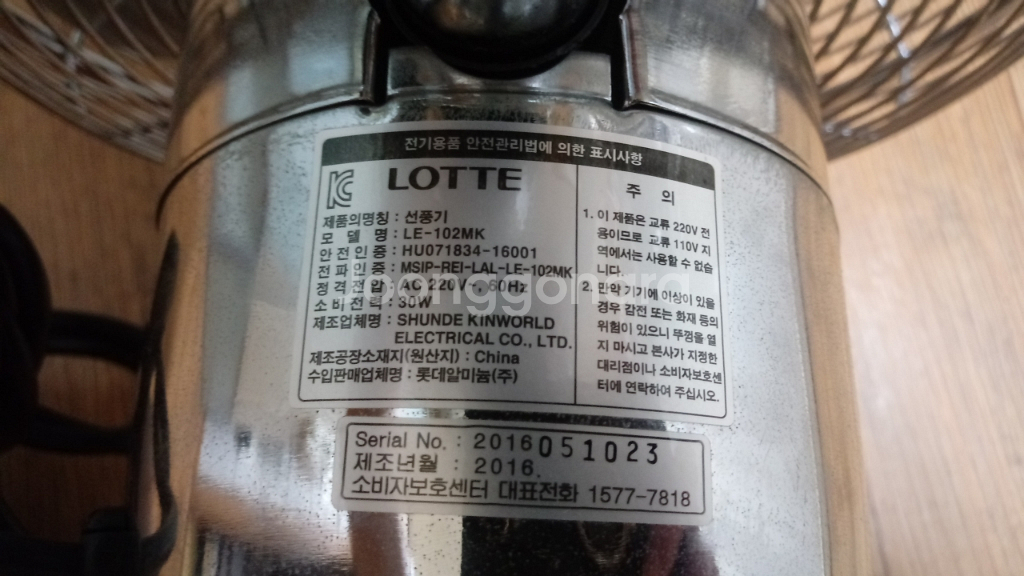 전기용품 안전관리법에 의한 표시사항
LOTTE
제품의명칭 : 선풍기
모 델 명 : LE-102MK
안전인증 : HU071834-16001
전파인증 : MSIP-REI-LAL-LE-102MK
정격전압 : AC 220V~, 60Hz
소비전력 : 30W
제조업체명 : SHUNDE KINWORLD
ELECTRICAL CO., LTD.
제조공장소재지(원산지) : China
수입판매업체명 : 롯데알미늄(주)
주 의
1. 이 제품은 교류 220V 전
용이므로 교류 110V 지
역에서는 사용할 수 없습
니다.
2. 만약 기기에 이상이 있을
경우 감전 또는 화재 등의
위험이 있으니 뚜껑을 열
지 마시고 본사가 지정한
대리점이나 소비자보호센
터에 연락하여 주십시오.
Serial No. : 2016051023
제조년월 : 2016.
소비자보호센터 대표전화 1577-7818